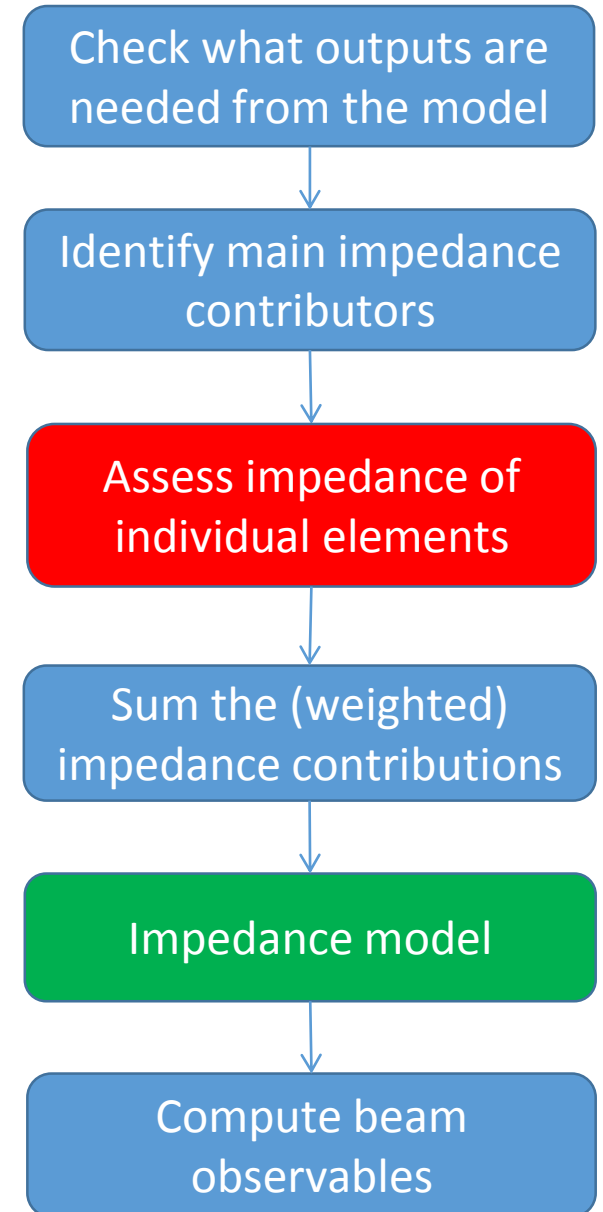 Check what outputs are
needed from the model
Identify main impedance
contributors
Assess impedance of
individual elements
Sum the (weighted)
impedance contributions
Impedance model
Compute beam
observables